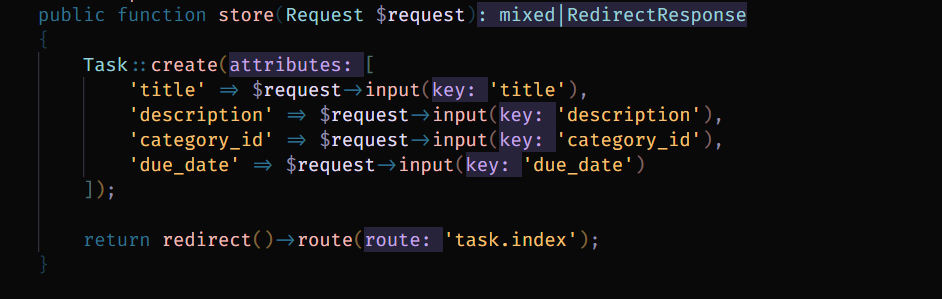 public function store(Request $request): mixed|RedirectResponse
{
    Task::create(attributes: [
        'title' => $request->input(key: 'title'),
        'description' => $request->input(key: 'description'),
        'category_id' => $request->input(key: 'category_id'),
        'due_date' => $request->input(key: 'due_date')
    ]);

    return redirect()->route(route: 'task.index');
}